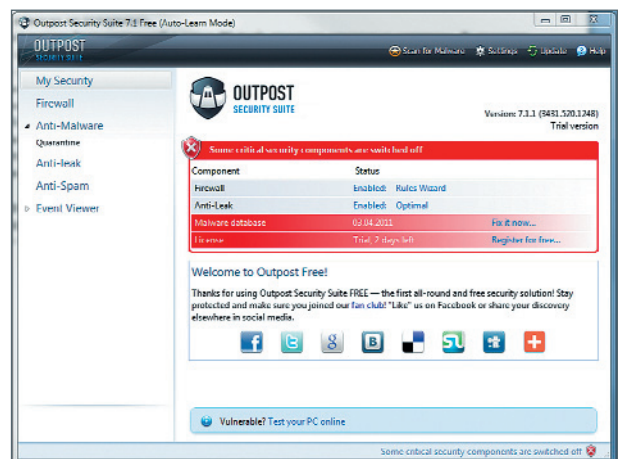 Outpost Security Suite 7.1 Free (Auto-Learn Mode)
OUTPOST
SECURITY SUITE
Scan for Malware Settings Update Help
My Security
Firewall
Anti-Malware
Quarantine
Anti-leak
Anti-Spam
Event Viewer
OUTPOST
SECURITY SUITE
Version: 7.1.1 (3431.520.1248)
Trial version
Some critical security components are switched off
Component Status
Firewall Enabled: Rules Wizard
Anti-Leak Enabled: Optimal
Malware database 03.04.2011 Fix it now...
License Trial, 2 days left Register for free...
Welcome to Outpost Free!
Thanks for using Outpost Security Suite FREE — the first all-round and free security solution! Stay
protected and make sure you joined our fan club! "Like" us on Facebook or share your discovery
elsewhere in social media.
Vulnerable? Test your PC online
Some critical security components are switched off